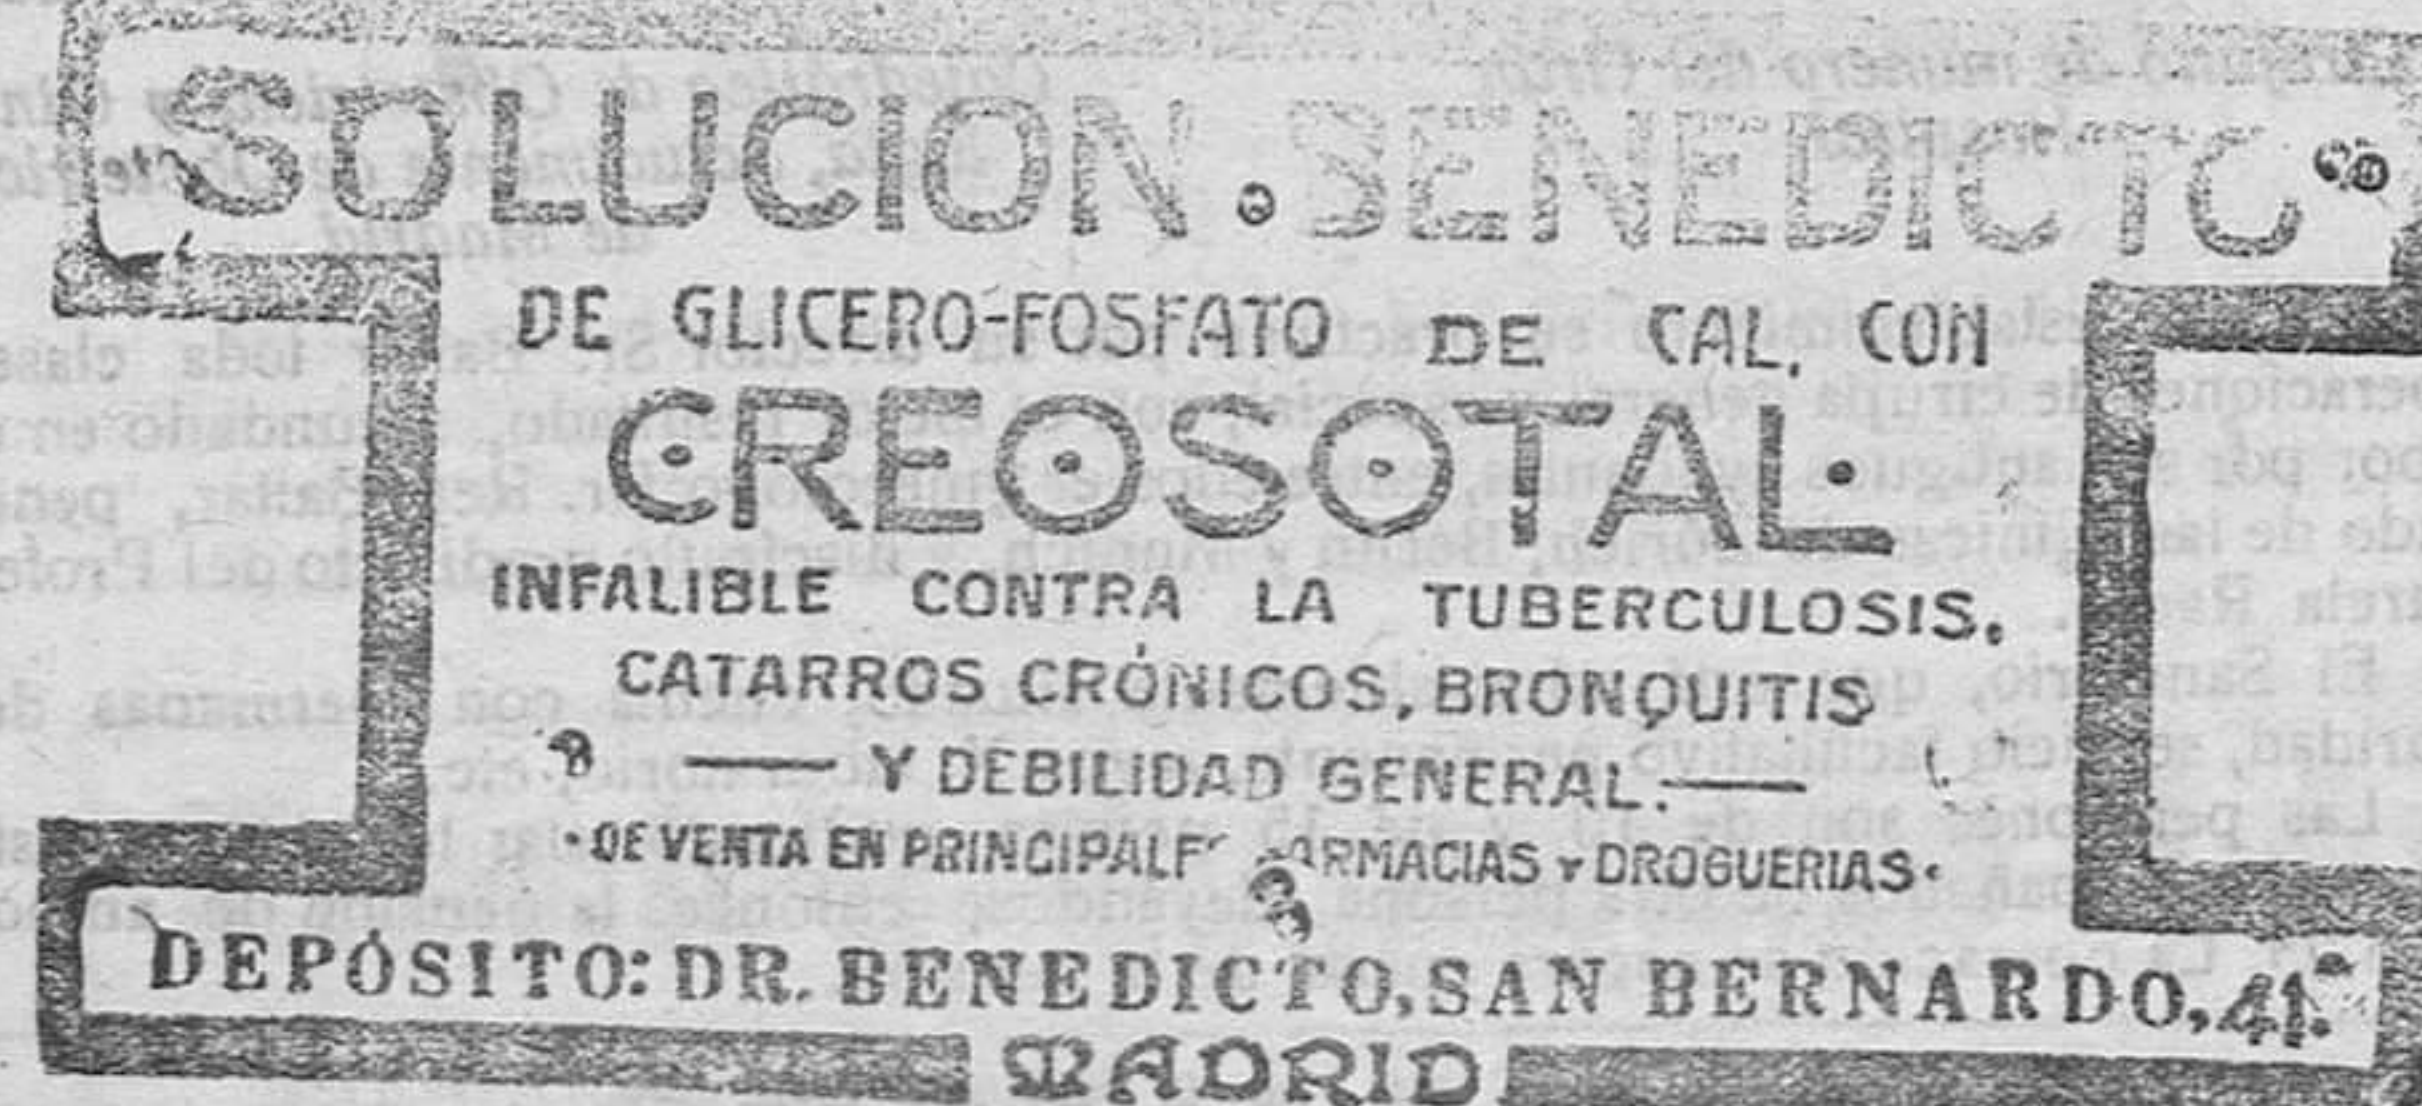 SOLUCION. BENEDICTO
DE GLICERO-FOSFATO DE CAL, CON
CREOSOTAL.
INFALIBLE CONTRA LA TUBERCULOSIS,
CATARROS CRÓNICOS, BRONQUITIS
— Y DEBILIDAD GENERAL. —
·DE VENTA EN PRINCIPALES FARMACIAS Y DROGUERIAS·
DEPÓSITO: DR. BENEDICTO, SAN BERNARDO, 41.
MADRID